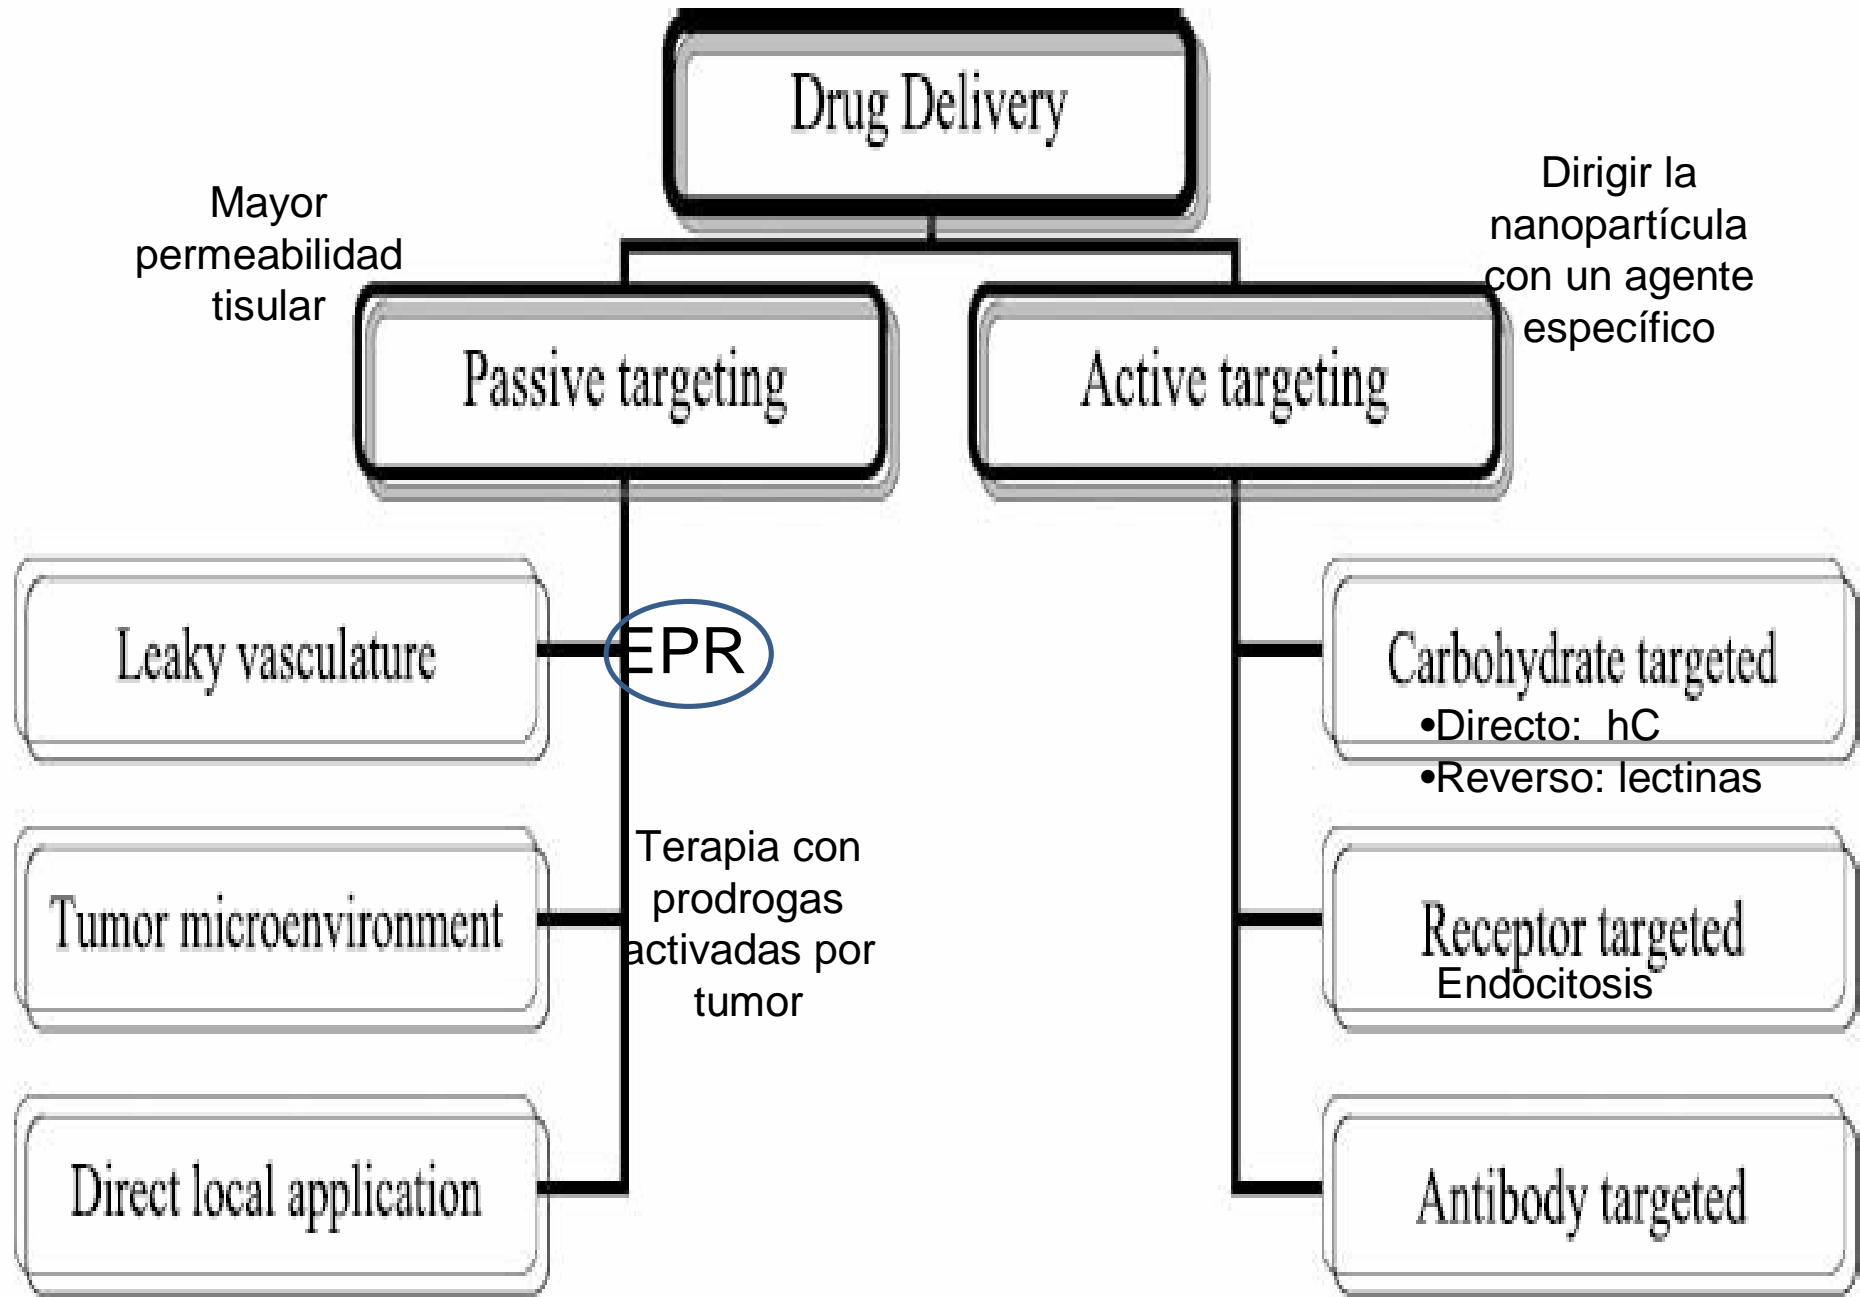 Drug Delivery
Mayor
permeabilidad
tisular
Dirigir la
nanopartícula
con un agente
específico
Passive targeting
Active targeting
Leaky vasculature
EPR
Carbohydrate targeted
•Directo: hC
•Reverso: lectinas
Tumor microenvironment
Terapia con
prodrogas
activadas por
tumor
Receptor targeted
Endocitosis
Direct local application
Antibody targeted